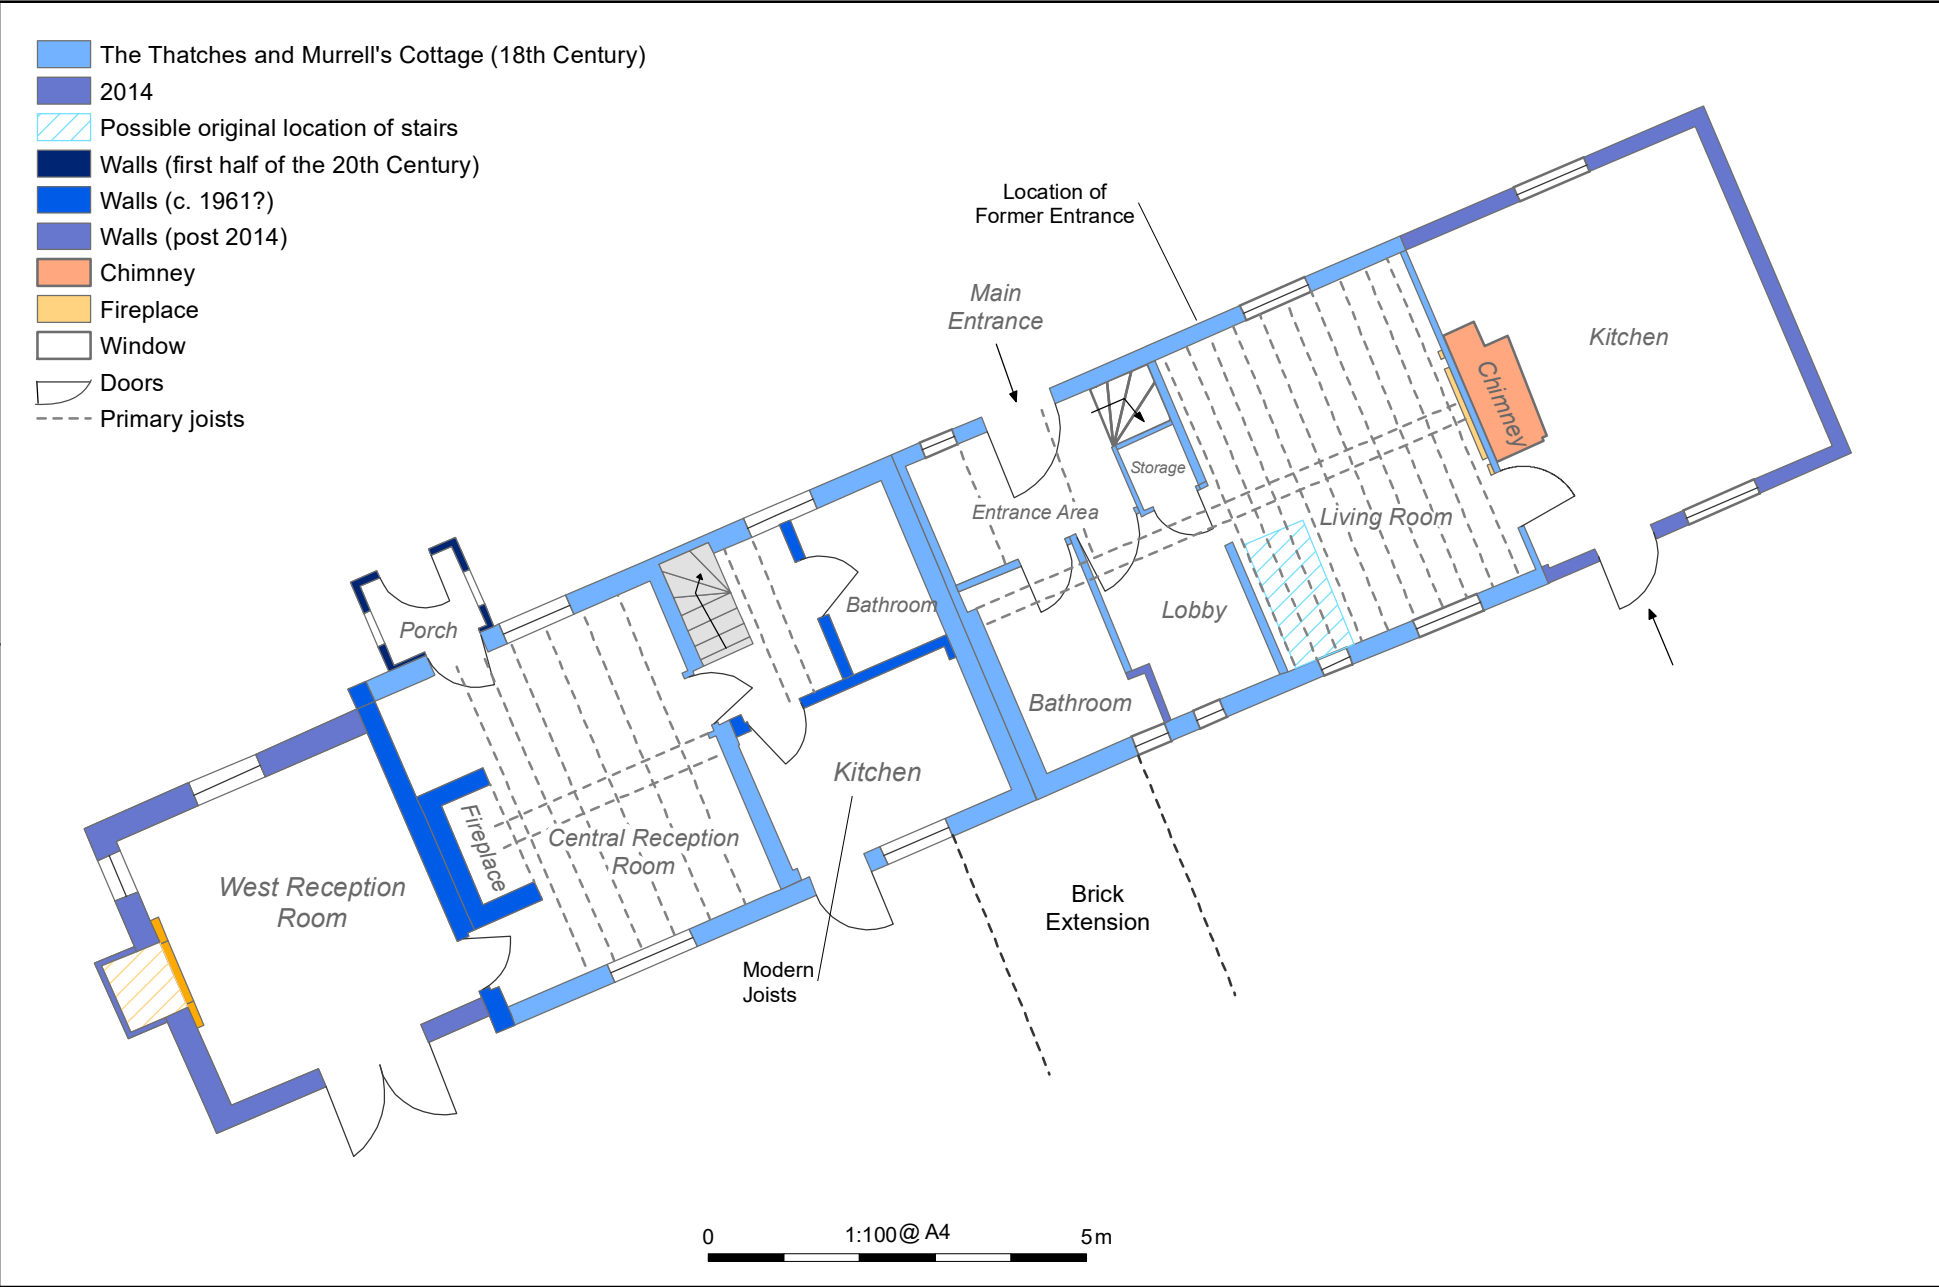 The Thatches and Murrell's Cottage (18th Century)
2014
Possible original location of stairs
Walls (first half of the 20th Century)
Walls (c. 1961?)
Walls (post 2014)
Chimney
Fireplace
Window
Doors
Primary joists
Location of
Former Entrance
Main
Entrance
Kitchen
Chimney
Storage
Entrance Area
Living Room
Bathroom
Lobby
Porch
Bathroom
Kitchen
Fireplace
Central Reception
Room
West Reception
Room
Brick
Extension
Modern
Joists
0 1:100@ A4 5m